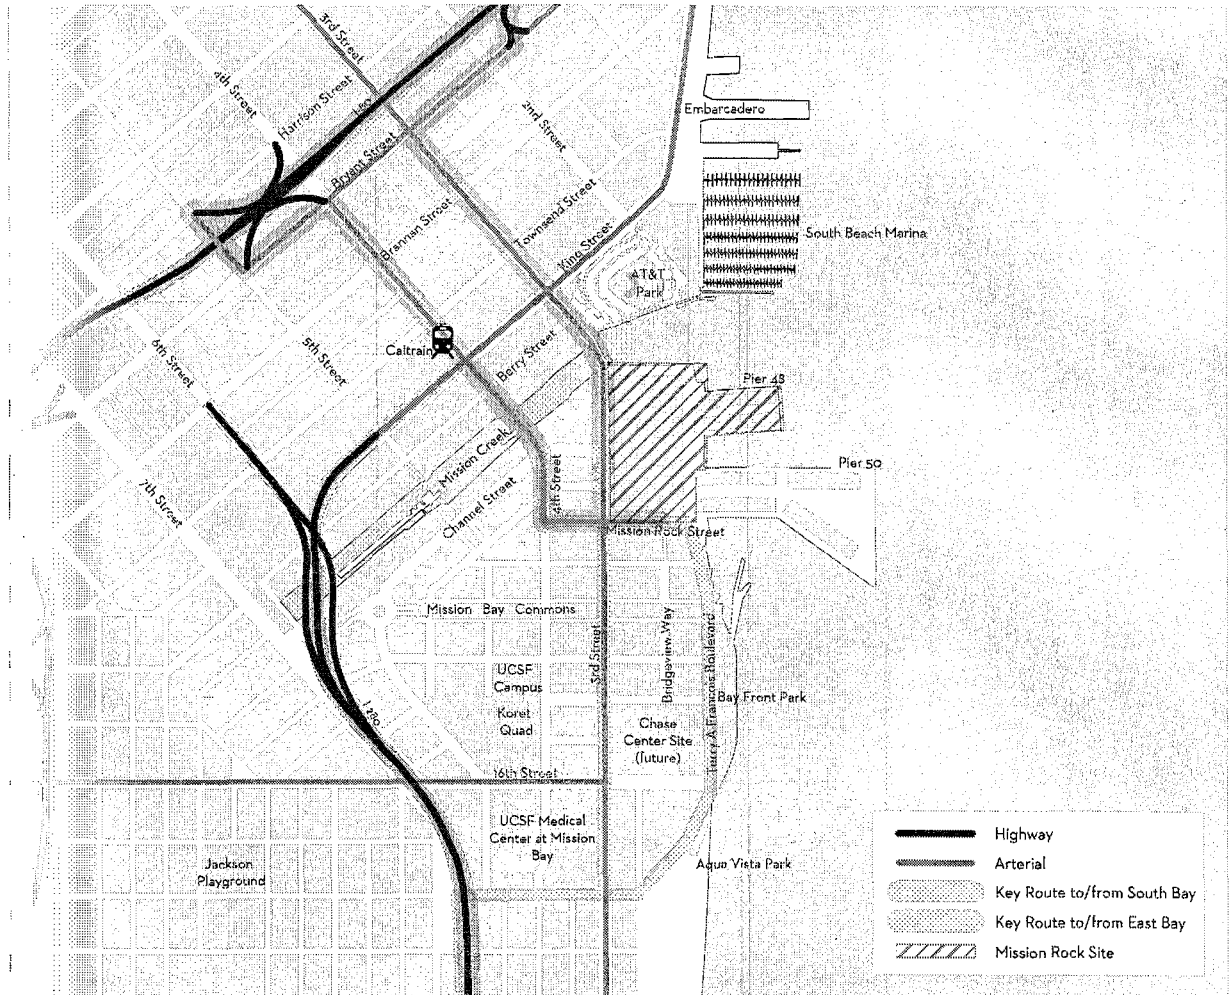 3rd Street
4th Street
Harrison Street
I-80
2nd Street
Embarcadero
Bryant Street
Brannan Street
Townsend Street
King Street
South Beach Marina
AT&T
Park
6th Street
5th Street
Caltrain
Berry Street
Pier 48
Mission Creek
Pier 50
7th Street
Channel Street
4th Street
Mission Rock Street
Mission Bay Commons
3rd Street
Bridgeview Way
Terry A Francois Boulevard
UCSF
Campus
Bay Front Park
Koret
Quad
I-280
Chase
Center Site
(future)
16th Street
UCSF Medical
Center at Mission
Bay
Jackson
Playground
Aqua Vista Park
Highway
Arterial
Key Route to/from South Bay
Key Route to/from East Bay
Mission Rock Site